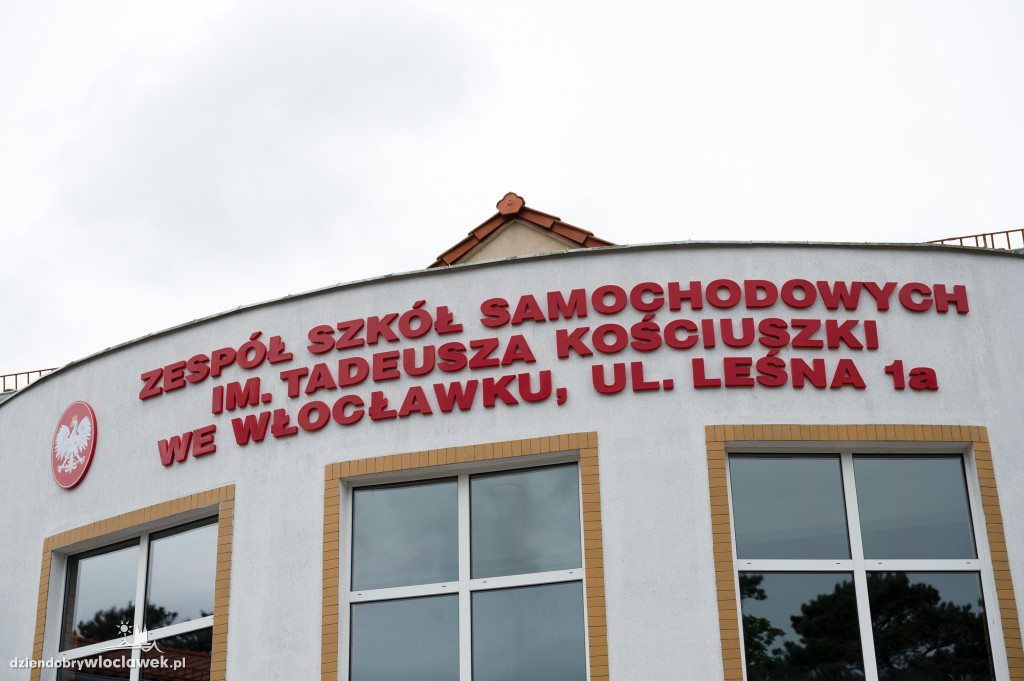 ZESPÓŁ SZKÓŁ SAMOCHODOWYCH
IM. TADEUSZA KOŚCIUSZKI
WE WŁOCŁAWKU, UL. LEŚNA 1a
dziendobrywloclawek.pl